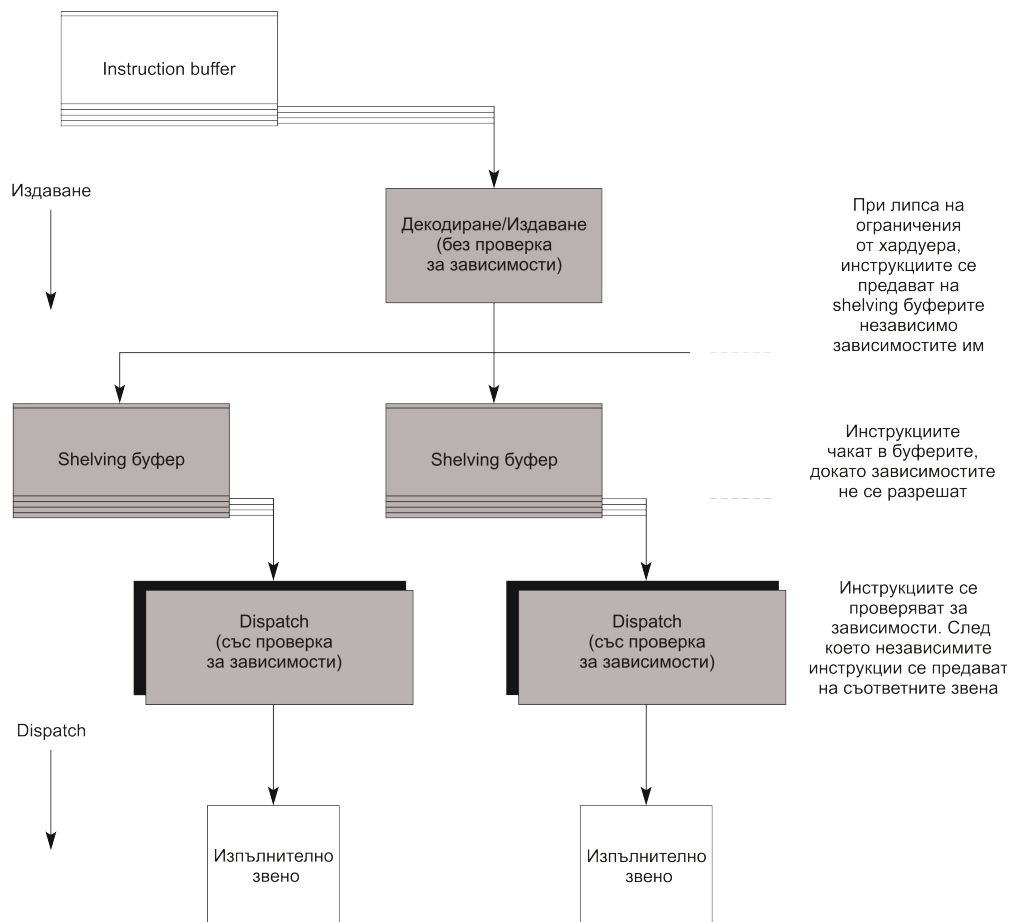 Instruction buffer
Издаване
Декодиране/Издаване
(без проверка
за зависимости)
При липса на
ограничения
от хардуера,
инструкциите се
предават на
shelving буферите
независимо
зависимостите им
Shelving буфер
Shelving буфер
Инструкциите
чакат в буферите,
докато зависимостите
не се разрешат
Dispatch
(със проверка
за зависимости)
Dispatch
(със проверка
за зависимости)
Инструкциите се
проверяват за
зависимости. След
което независимите
инструкции се предават
на съответните звена
Dispatch
Изпълнително
звено
Изпълнително
звено